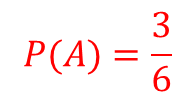 P(A) = 3/6